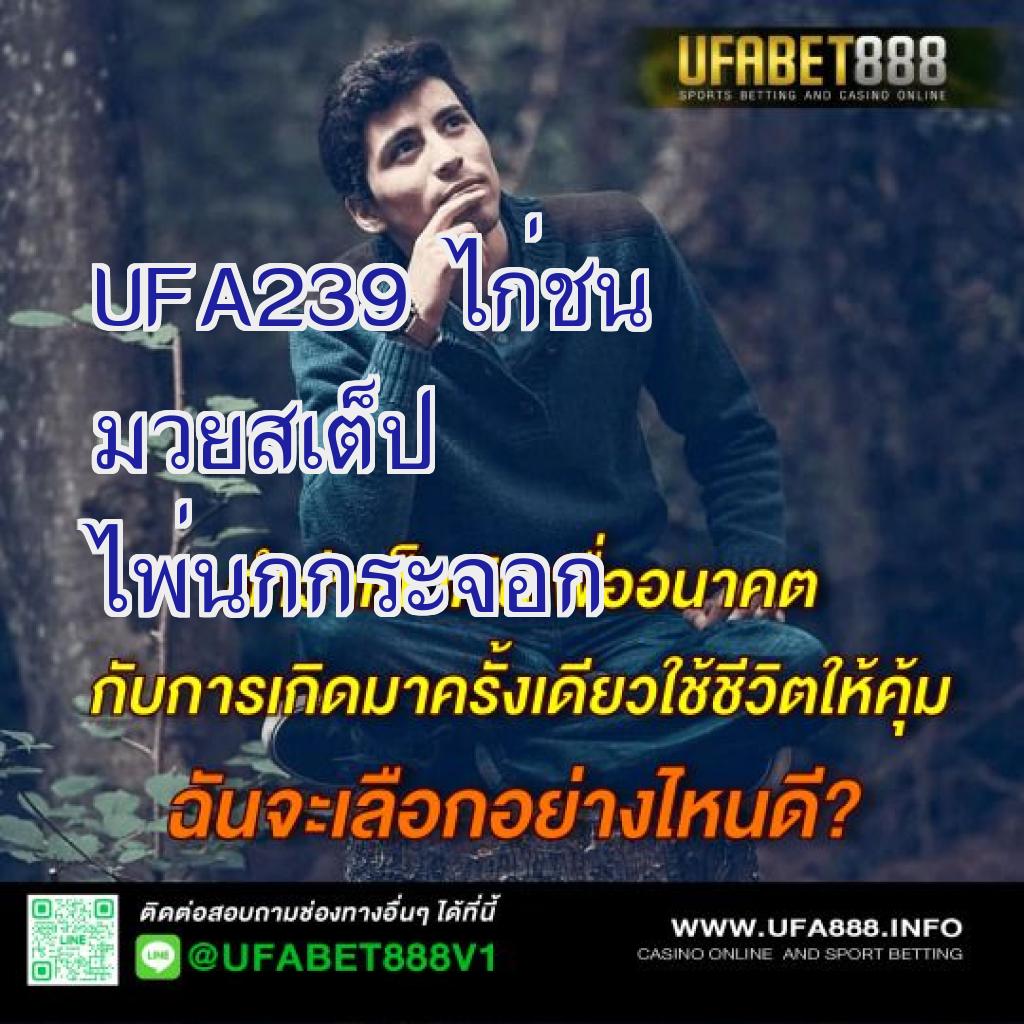 UFABET888
SPORTS BETTING AND CASINO ONLINE
UFA239 ไก่ชน
มวยสเต็ป
ไพ่นกกระจอก
อนาคต
กับการเกิดมาครั้งเดียวใช้ชีวิตให้คุ้ม
ฉันจะเลือกอย่างไหนดี?
ติดต่อสอบถามช่องทางอื่นๆ ได้ที่นี้
LINE
LINE @UFABET888V1
WWW.UFA888.INFO
CASINO ONLINE AND SPORT BETTING